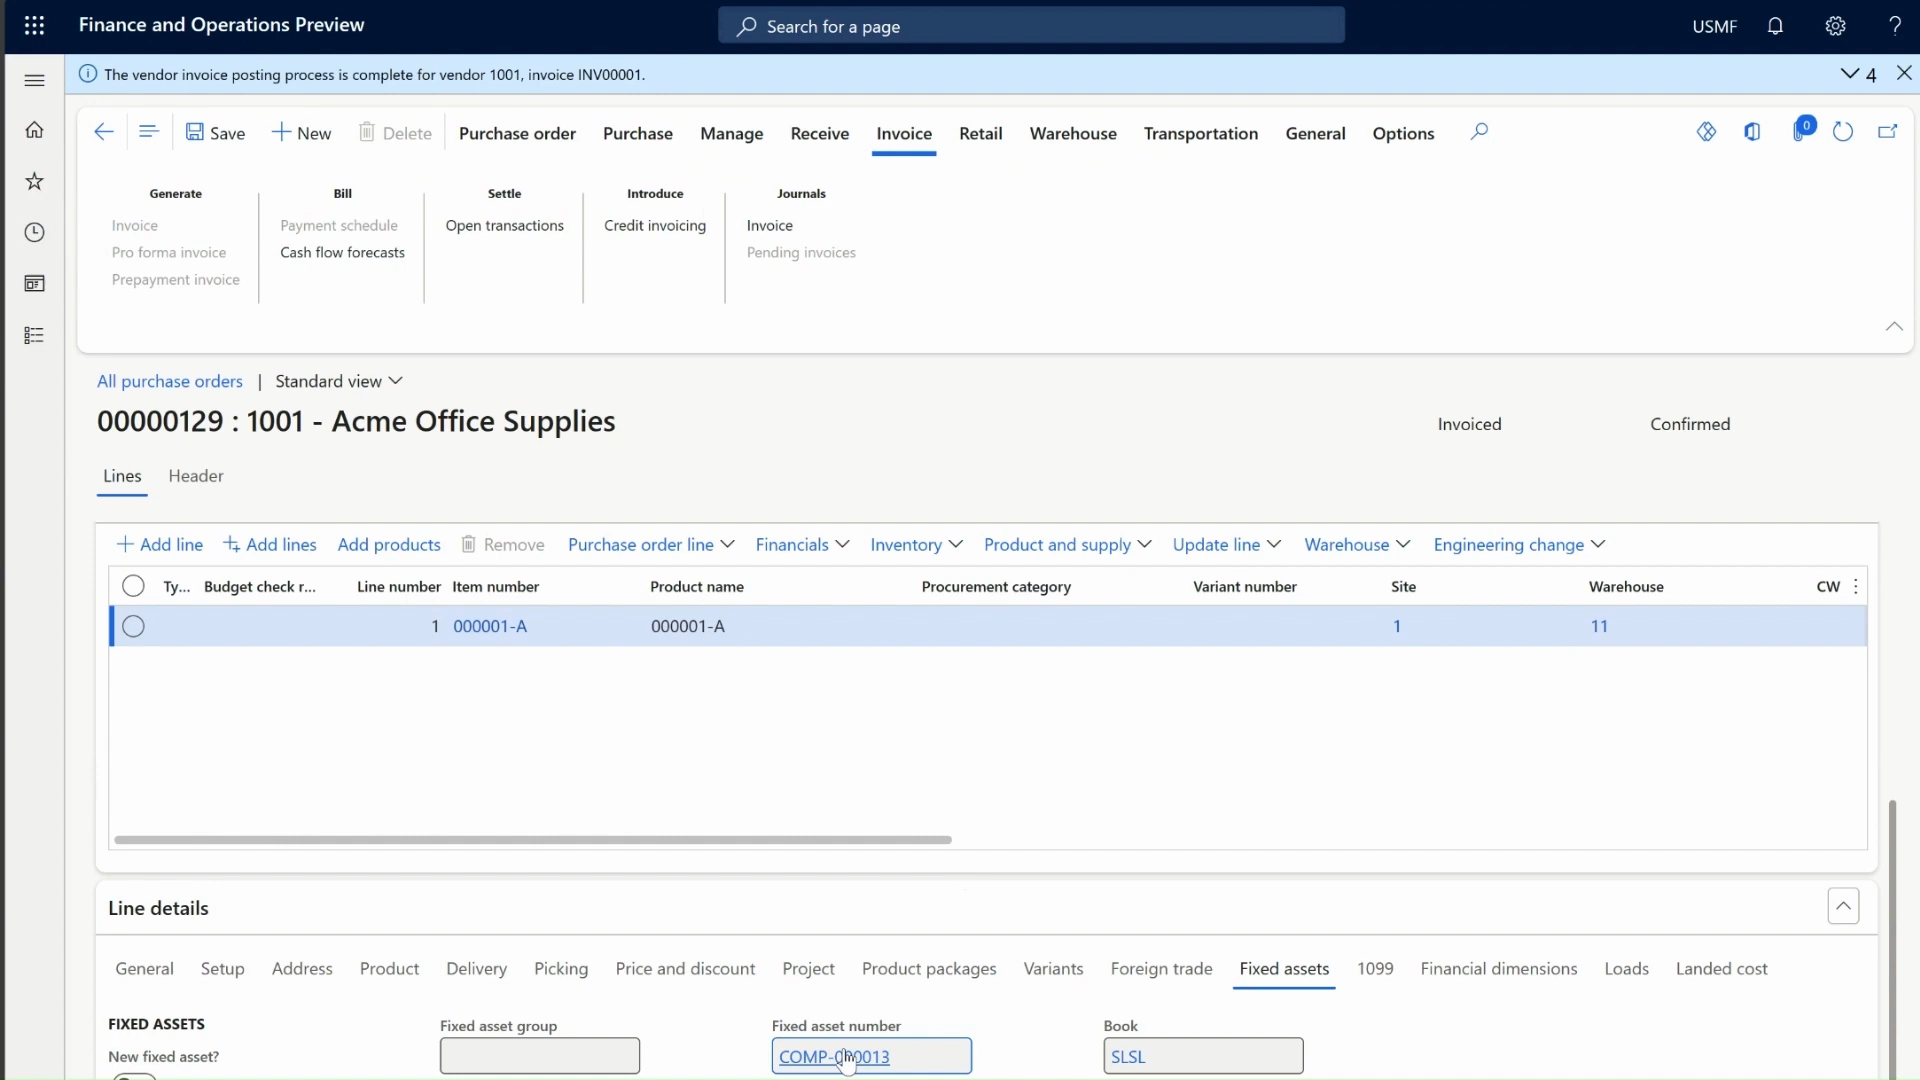 Finance and Operations Preview
Search for a page
USMF
The vendor invoice posting process is complete for vendor 1001, invoice INV00001.
4
Save New Delete Purchase order Purchase Manage Receive Invoice Retail Warehouse Transportation General Options
0
Generate Bill Settle Introduce Journals
Invoice Payment schedule Open transactions Credit invoicing Invoice
Pro forma invoice Cash flow forecasts Pending invoices
Prepayment invoice
All purchase orders | Standard view
00000129 : 1001 - Acme Office Supplies
Invoiced Confirmed
Lines Header
Add line Add lines Add products Remove Purchase order line Financials Inventory Product and supply Update line Warehouse Engineering change
Ty... Budget check r... Line number Item number Product name Procurement category Variant number Site Warehouse CW
1 000001-A 000001-A 1 11
Line details
General Setup Address Product Delivery Picking Price and discount Project Product packages Variants Foreign trade Fixed assets 1099 Financial dimensions Loads Landed cost
FIXED ASSETS Fixed asset group Fixed asset number Book
New fixed asset? COMP-000013 SLSL